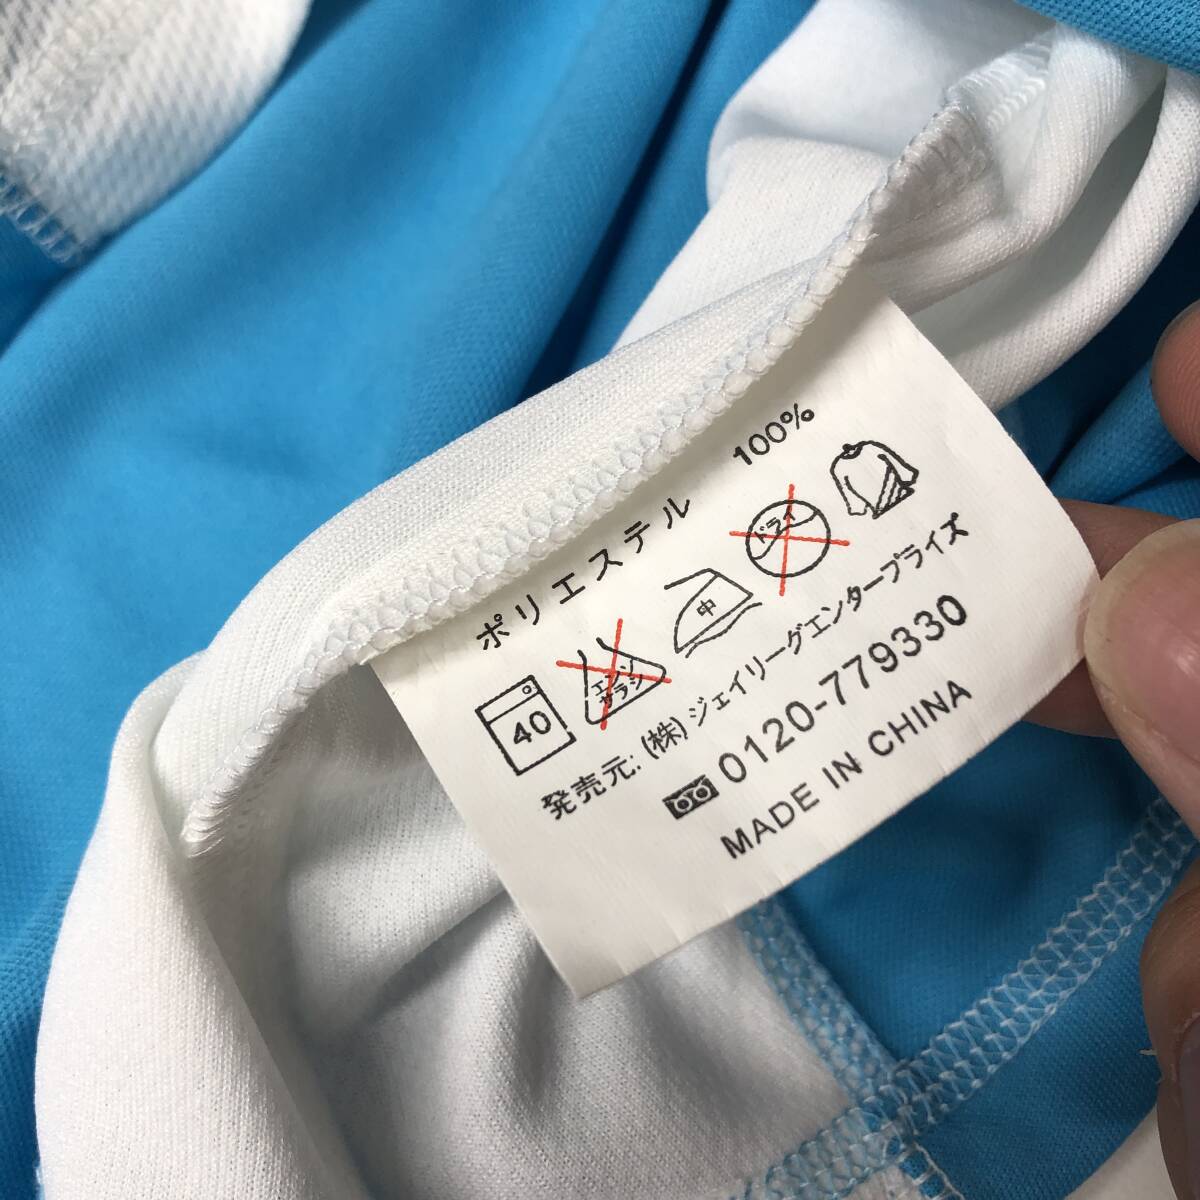 ポリエステル 100%
40
エンソ
サラシ
中
ドライ
発売元: (株) ジェイリーグエンタープライズ
0120-779330
MADE IN CHINA